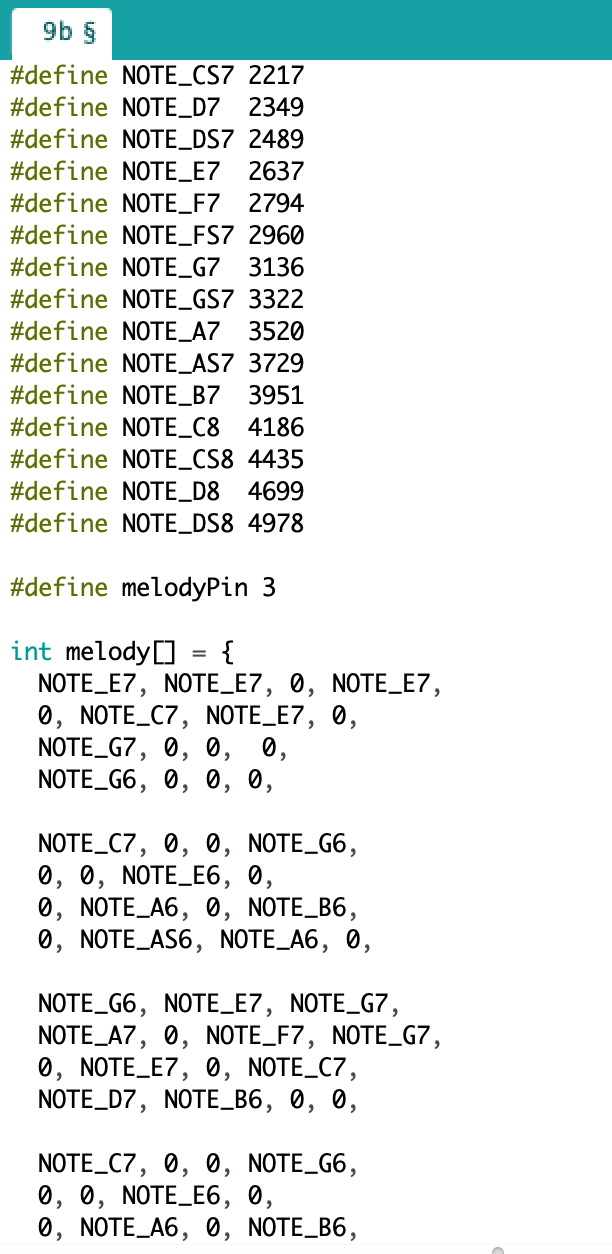 9b §
#define NOTE_CS7 2217
#define NOTE_D7  2349
#define NOTE_DS7 2489
#define NOTE_E7  2637
#define NOTE_F7  2794
#define NOTE_FS7 2960
#define NOTE_G7  3136
#define NOTE_GS7 3322
#define NOTE_A7  3520
#define NOTE_AS7 3729
#define NOTE_B7  3951
#define NOTE_C8  4186
#define NOTE_CS8 4435
#define NOTE_D8  4699
#define NOTE_DS8 4978
#define melodyPin 3
int melody[] = {
  NOTE_E7, NOTE_E7, 0, NOTE_E7,
  0, NOTE_C7, NOTE_E7, 0,
  NOTE_G7, 0, 0,  0,
  NOTE_G6, 0, 0, 0,
  NOTE_C7, 0, 0, NOTE_G6,
  0, 0, NOTE_E6, 0,
  0, NOTE_A6, 0, NOTE_B6,
  0, NOTE_AS6, NOTE_A6, 0,
  NOTE_G6, NOTE_E7, NOTE_G7,
  NOTE_A7, 0, NOTE_F7, NOTE_G7,
  0, NOTE_E7, 0, NOTE_C7,
  NOTE_D7, NOTE_B6, 0, 0,
  NOTE_C7, 0, 0, NOTE_G6,
  0, 0, NOTE_E6, 0,
  0, NOTE_A6, 0, NOTE_B6,